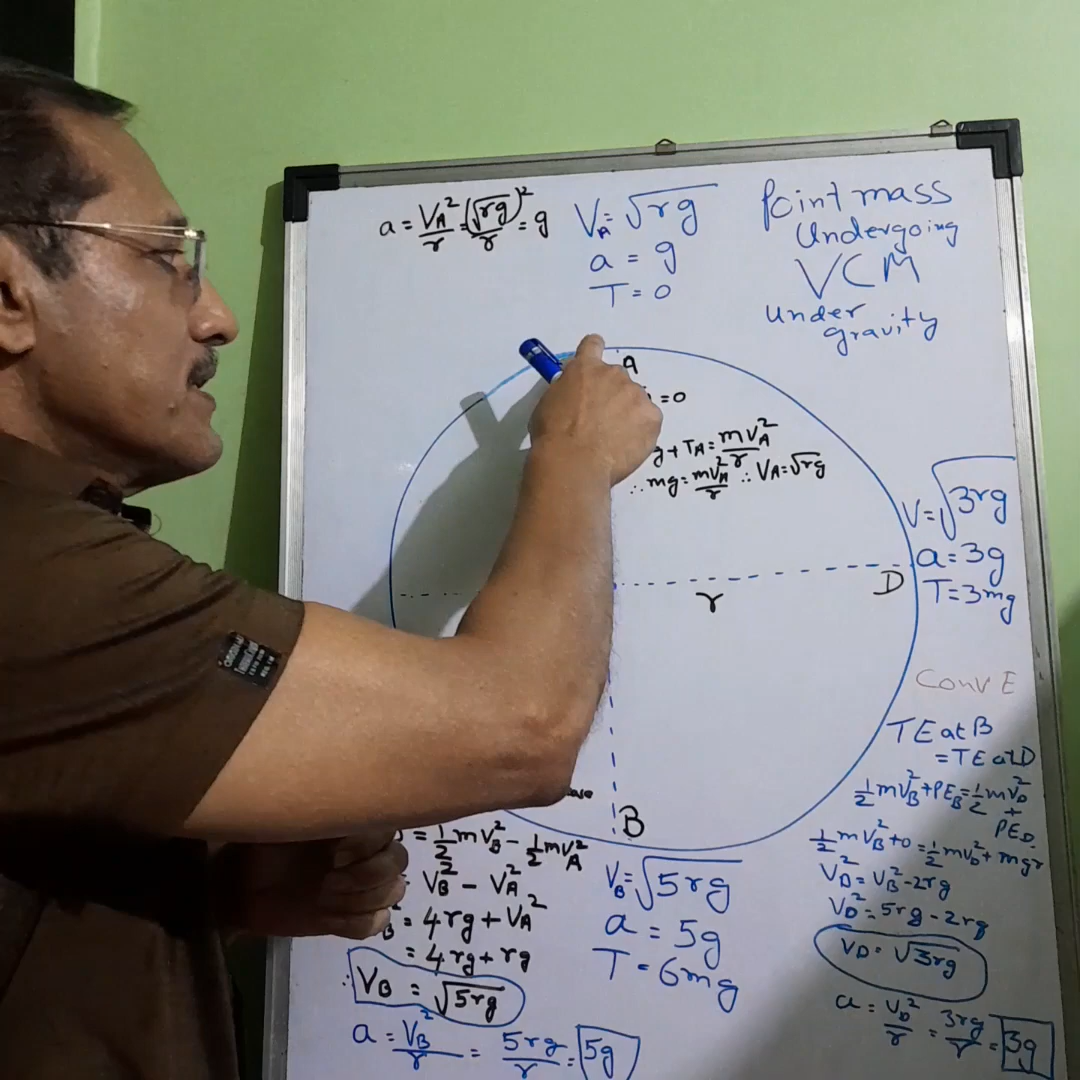 a = V_A²/r = (√rg)²/r = g
V_A = √rg
a = g
T = 0
Point mass
Undergoing
VCM
Under
gravity
A
= 0
g + T_A = mV_A²/r
∴ mg = mV_A²/r ∴ V_A = √rg
V = √3rg
a = 3g
T = 3mg
D
r
B
= ½mV_B² - ½mV_A²
V_B² - V_A²
= 4rg + V_A²
= 4rg + rg
∴ V_B = √5rg
a = V_B²/r = 5rg/r = 5g
V_B = √5rg
a = 5g
T = 6mg
Conv E
TE at B
= TE at D
½mV_B² + PE_B = ½mV_D² +
PE_D
½mV_B² + 0 = ½mV_D² + mgr
V_D² = V_B² - 2rg
V_D² = 5rg - 2rg
V_D = √3rg
a = V_D²/r = 3rg/r = 3g